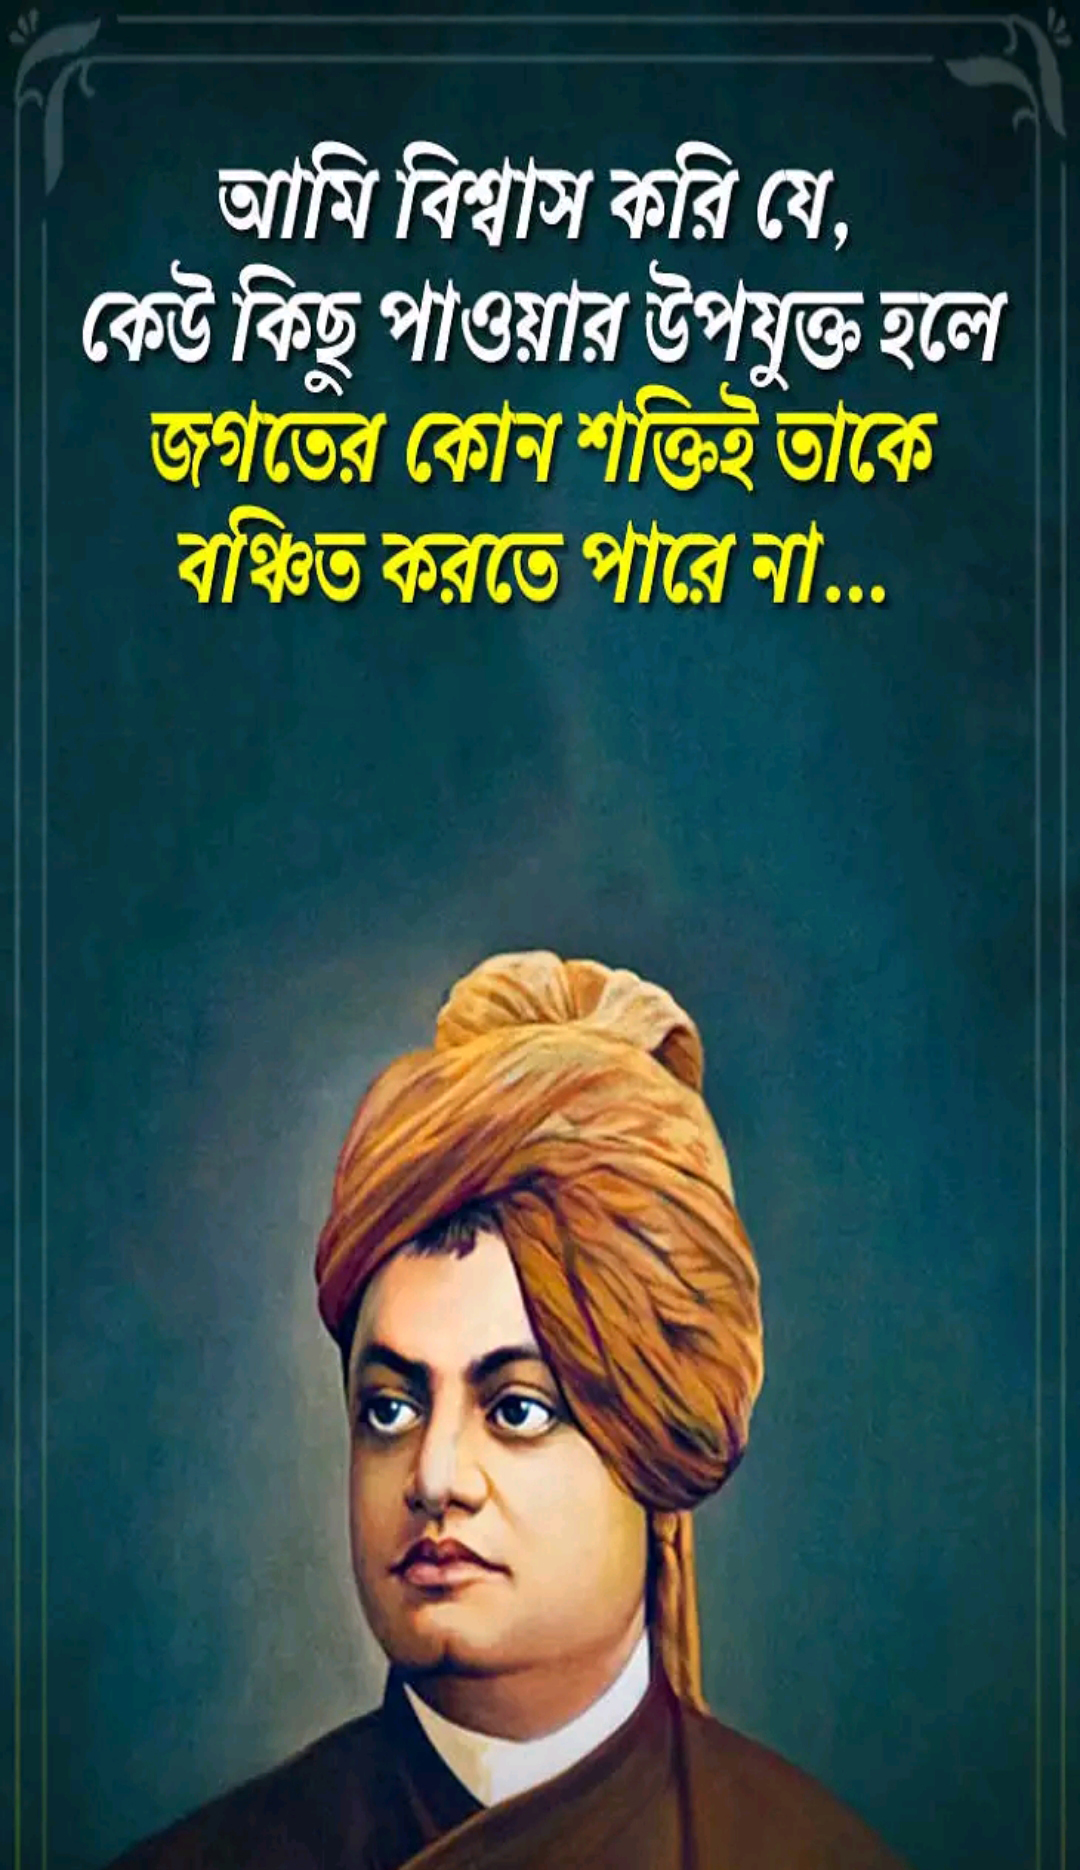 আমি বিশ্বাস করি যে,
কেউ কিছু পাওয়ার উপযুক্ত হলে
জগতের কোন শক্তিই তাকে
বঞ্চিত করতে পারে না...